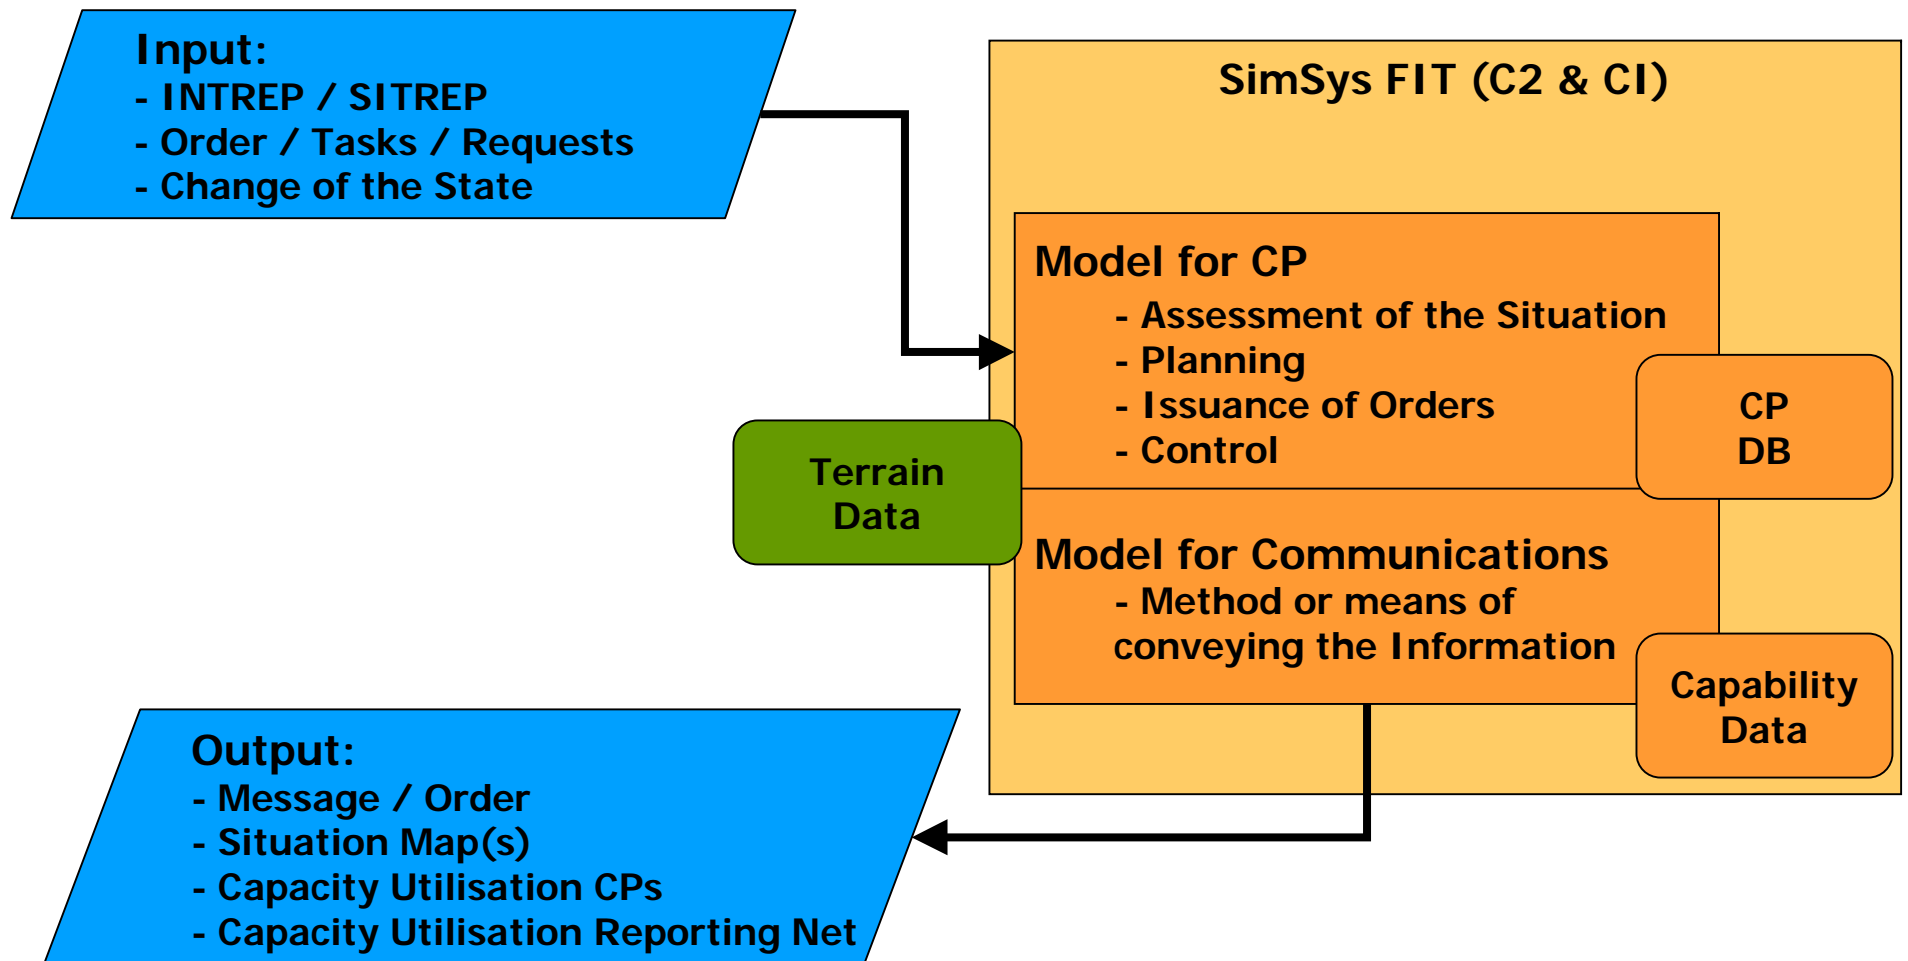 Input:
- INTREP / SITREP
- Order / Tasks / Requests
- Change of the State
SimSys FIT (C2 & CI)
Model for CP
- Assessment of the Situation
- Planning
- Issuance of Orders
- Control
CP
DB
Terrain
Data
Model for Communications
- Method or means of
conveying the Information
Capability
Data
Output:
- Message / Order
- Situation Map(s)
- Capacity Utilisation CPs
- Capacity Utilisation Reporting Net